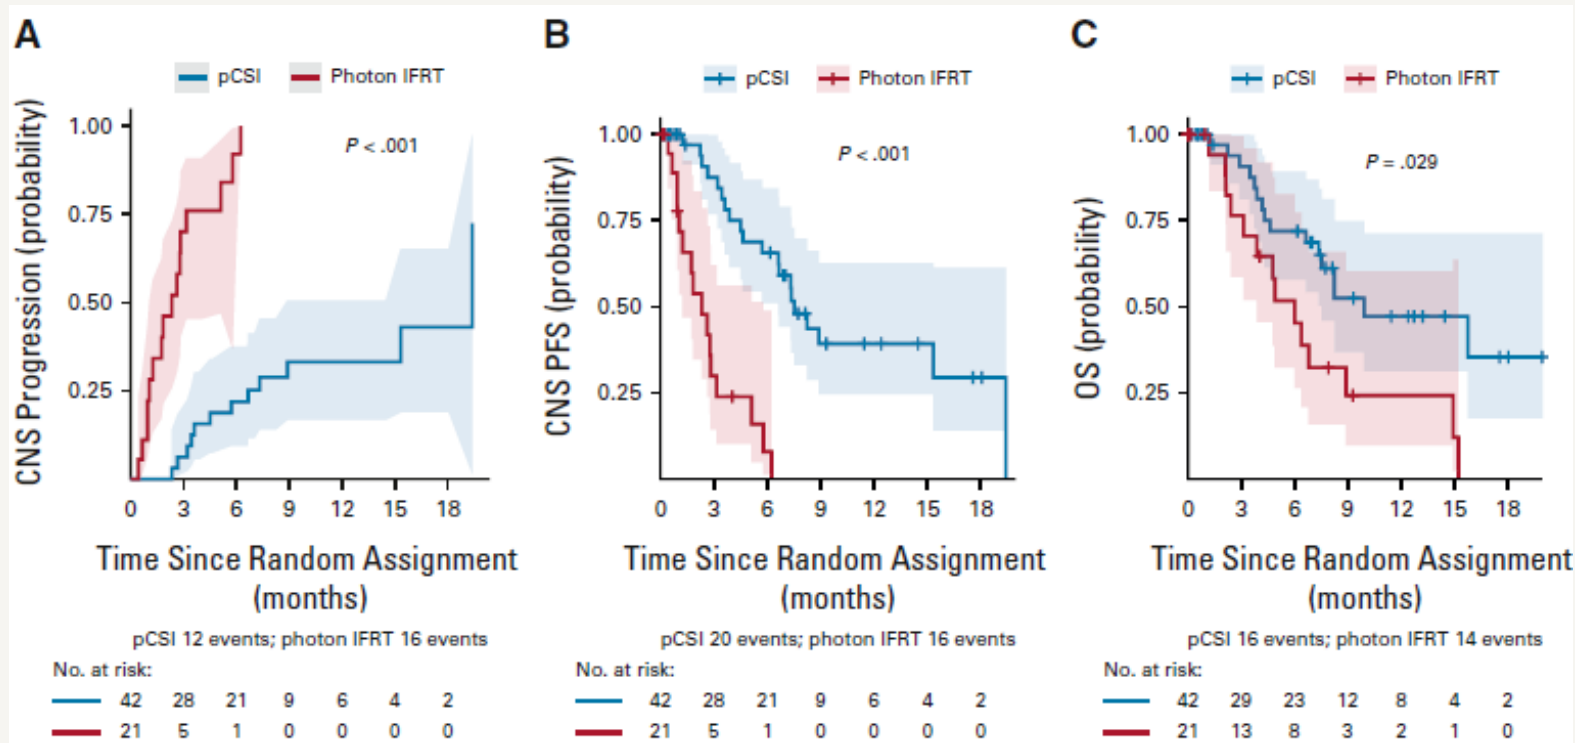 A
pCSI Photon IFRT
CNS Progression (probability)
1.00
0.75
0.50
0.25
P < .001
0 3 6 9 12 15 18
Time Since Random Assignment
(months)
pCSI 12 events; photon IFRT 16 events
No. at risk:
42 28 21 9 6 4 2
21 5 1 0 0 0 0
B
pCSI Photon IFRT
CNS PFS (probability)
1.00
0.75
0.50
0.25
P < .001
0 3 6 9 12 15 18
Time Since Random Assignment
(months)
pCSI 20 events; photon IFRT 16 events
No. at risk:
42 28 21 9 6 4 2
21 5 1 0 0 0 0
C
pCSI Photon IFRT
OS (probability)
1.00
0.75
0.50
0.25
P = .029
0 3 6 9 12 15 18
Time Since Random Assignment
(months)
pCSI 16 events; photon IFRT 14 events
No. at risk:
42 29 23 12 8 4 2
21 13 8 3 2 1 0